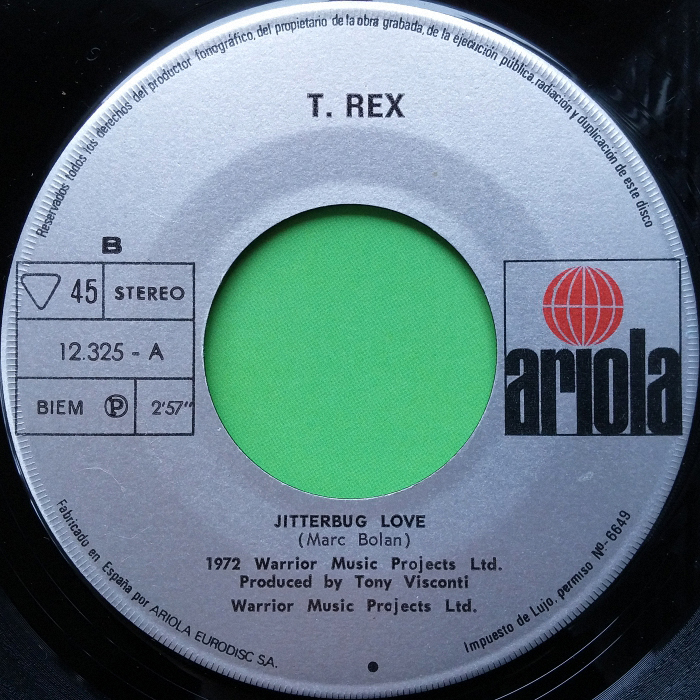 Reservados todos los derechos del productor fonográfico, del propietario de la obra grabada, de la ejecución pública, radiación y duplicación de este disco
T. REX
B
45 STEREO
12.325 - A
BIEM Ⓟ 2'57"
ariola
JITTERBUG LOVE
(Marc Bolan)
1972 Warrior Music Projects Ltd.
Produced by Tony Visconti
Warrior Music Projects Ltd.
Fabricado en España por ARIOLA EURODISC S.A.
Impuesto de Lujo, permiso Nº 6649